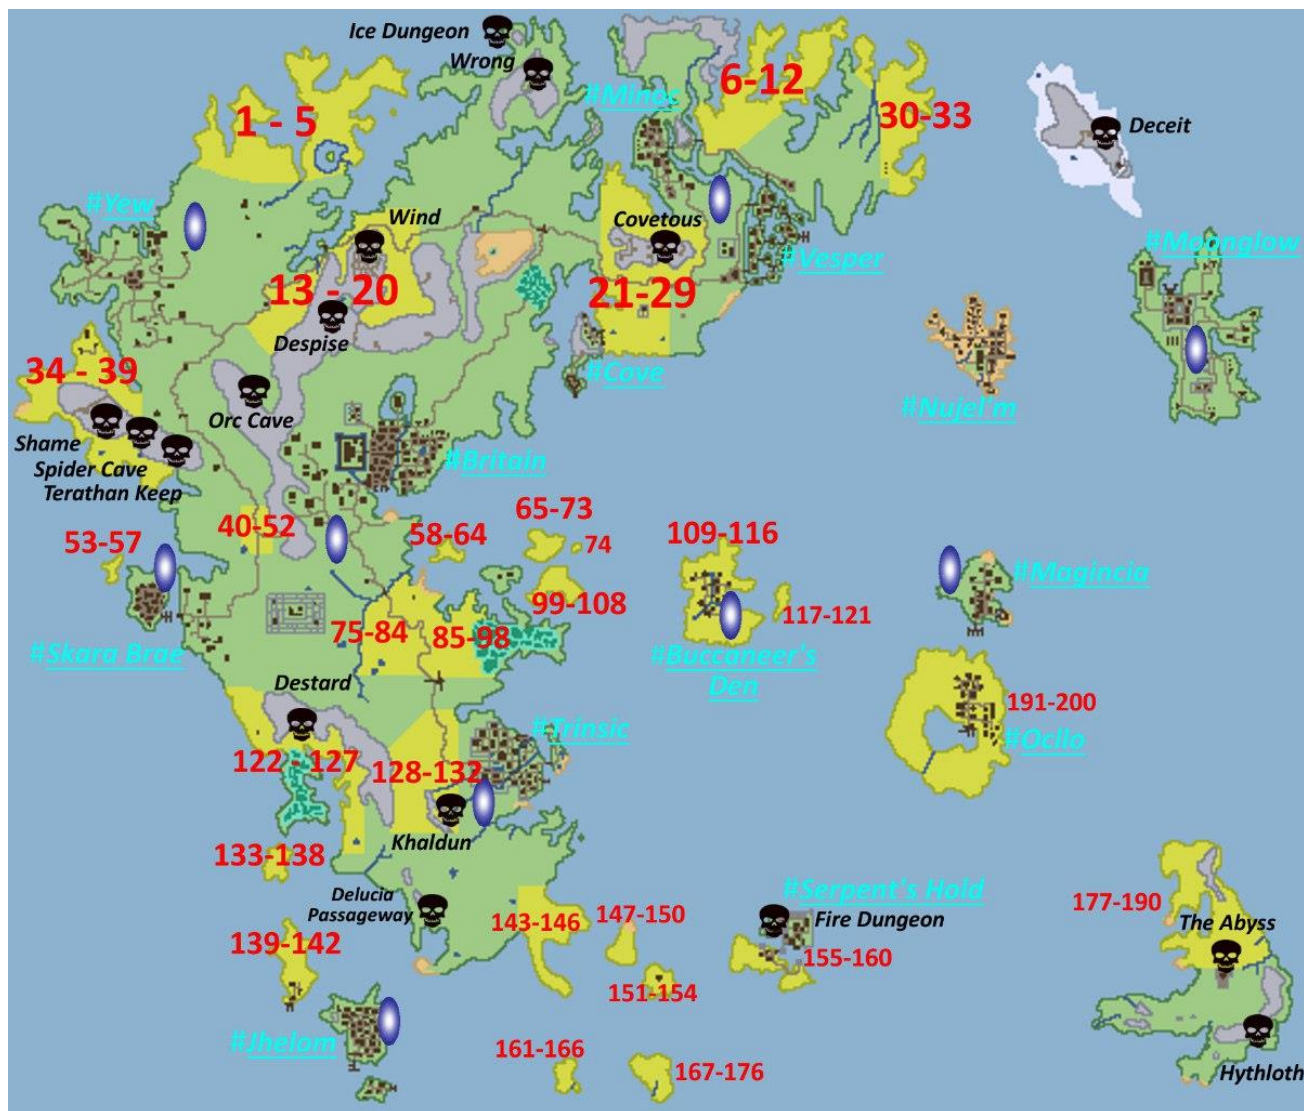 Ice Dungeon
Wrong
#Minoc
6-12
1 - 5
30-33
Deceit
#Yew
Wind
Covetous
#Vesper
#Moonglow
13 - 20
21-29
Despise
34 - 39
#Cove
Orc Cave
#Nujel'm
Shame
Spider Cave
Terathan Keep
#Britain
40-52
65-73
53-57
58-64
74
109-116
#Magincia
99-108
117-121
75-84
85-98
#Skara Brae
#Buccaneer's
Den
Destard
191-200
#Trinsic
#Ocllo
122 - 127
128-132
Khaldun
133-138
Delucia
Passageway
#Serpent's Hold
177-190
143-146
147-150
Fire Dungeon
The Abyss
139-142
155-160
151-154
#Jhelom
161-166
167-176
Hythloth